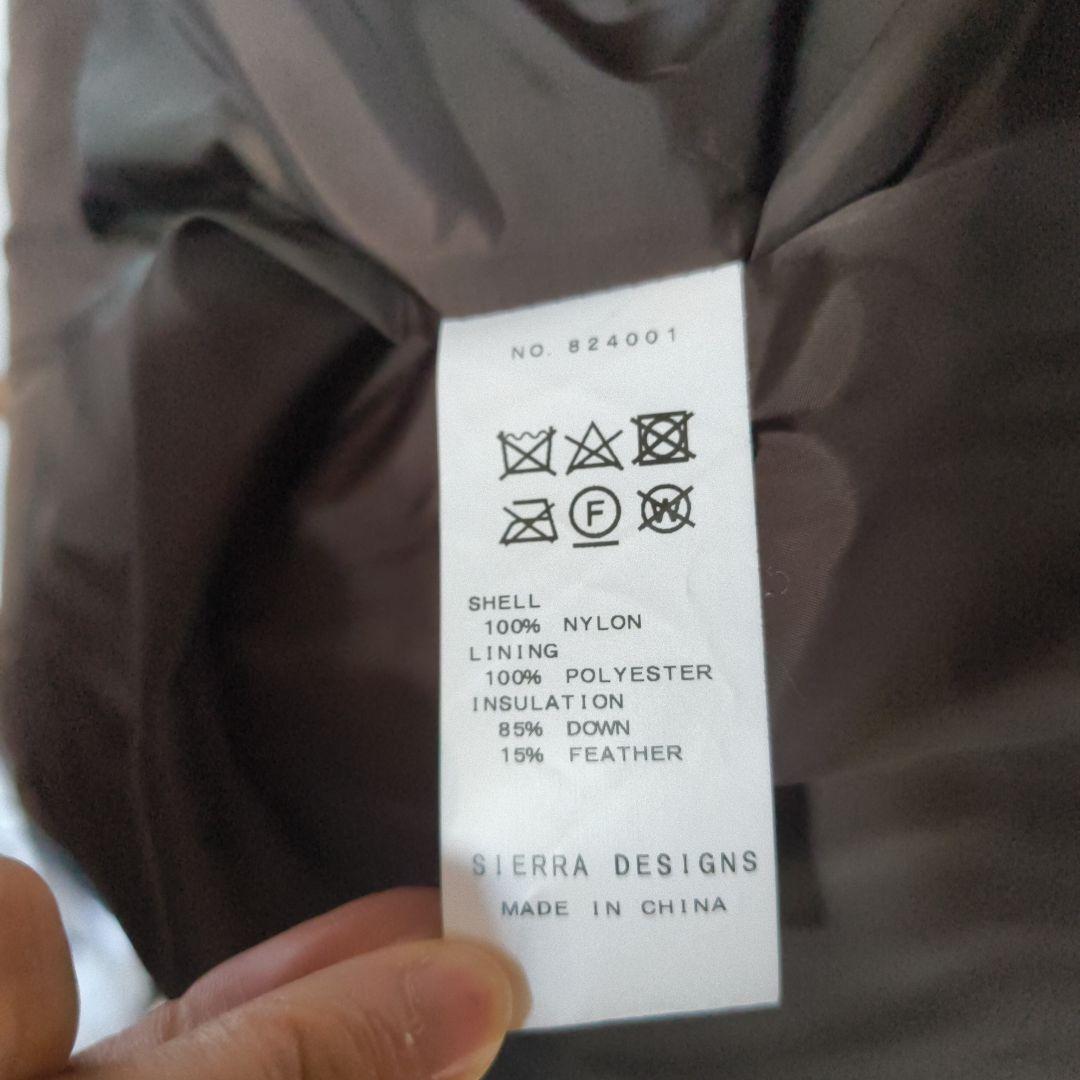 NO. 824001
F
W
SHELL
100% NYLON
LINING
100% POLYESTER
INSULATION
85% DOWN
15% FEATHER
SIERRA DESIGNS
MADE IN CHINA